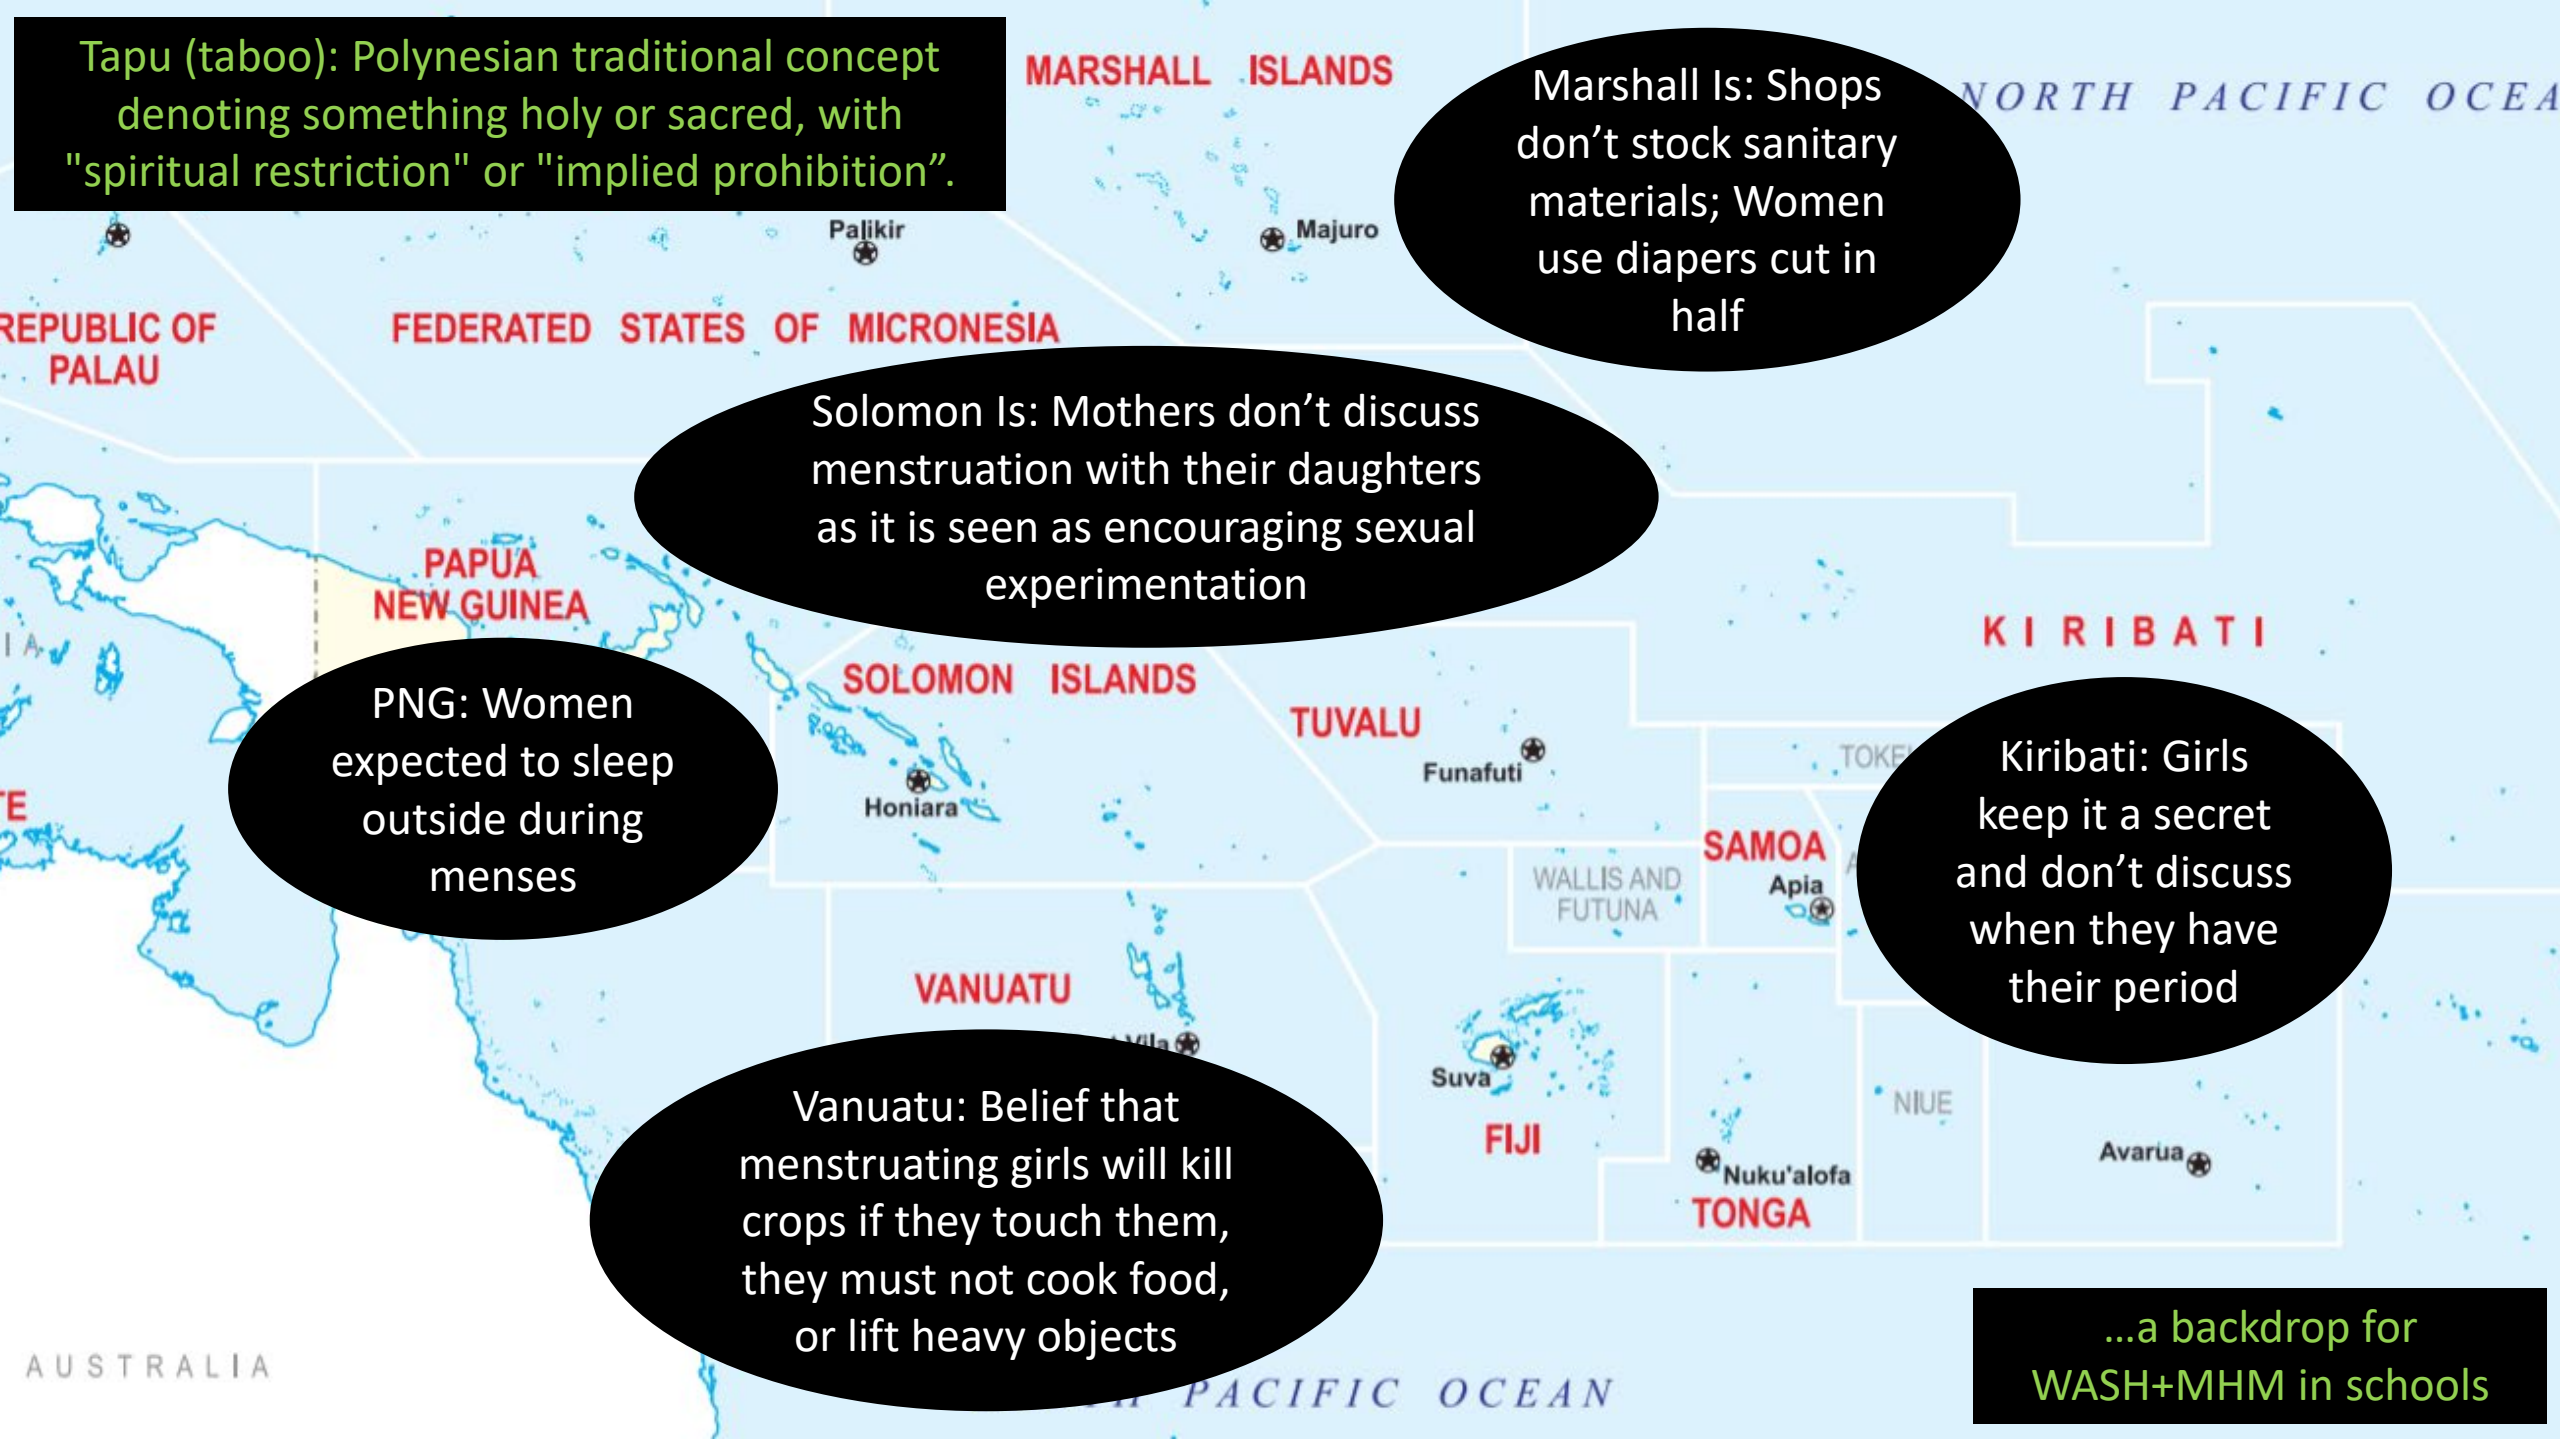 Tapu (taboo): Polynesian traditional concept
denoting something holy or sacred, with
"spiritual restriction" or "implied prohibition”.
MARSHALL ISLANDS
Marshall Is: Shops
don’t stock sanitary
materials; Women
use diapers cut in
half
NORTH PACIFIC OCEA
Palikir
Majuro
REPUBLIC OF
PALAU
FEDERATED STATES OF MICRONESIA
Solomon Is: Mothers don’t discuss
menstruation with their daughters
as it is seen as encouraging sexual
experimentation
PAPUA
NEW GUINEA
KIRIBATI
SOLOMON ISLANDS
Honiara
TUVALU
Funafuti
PNG: Women
expected to sleep
outside during
menses
Kiribati: Girls
keep it a secret
and don’t discuss
when they have
their period
TOKE
SAMOA
Apia
WALLIS AND
FUTUNA
VANUATU
Vila
Suva
FIJI
NIUE
Avarua
Nuku'alofa
TONGA
Vanuatu: Belief that
menstruating girls will kill
crops if they touch them,
they must not cook food,
or lift heavy objects
AUSTRALIA
PACIFIC OCEAN
…a backdrop for
WASH+MHM in schools